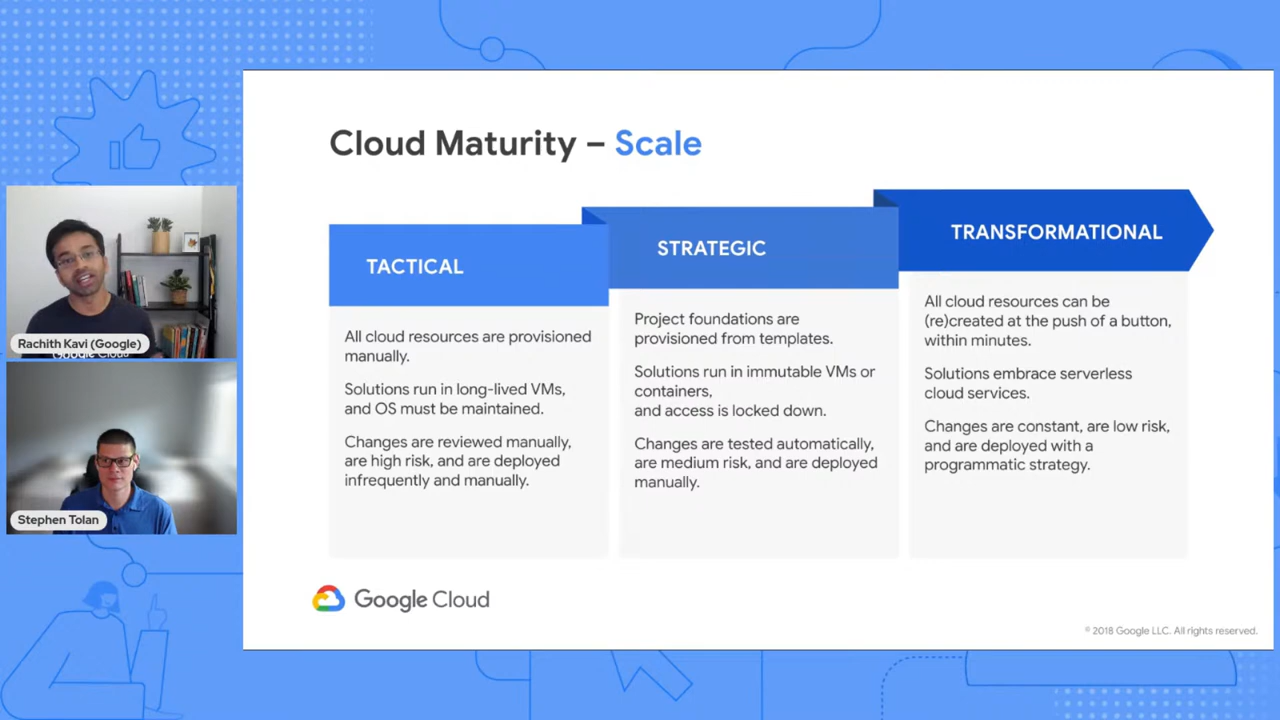 Cloud Maturity – Scale
TACTICAL
All cloud resources are provisioned
manually.
Solutions run in long-lived VMs,
and OS must be maintained.
Changes are reviewed manually,
are high risk, and are deployed
infrequently and manually.
STRATEGIC
Project foundations are
provisioned from templates.
Solutions run in immutable VMs or
containers,
and access is locked down.
Changes are tested automatically,
are medium risk, and are deployed
manually.
TRANSFORMATIONAL
All cloud resources can be
(re)created at the push of a button,
within minutes.
Solutions embrace serverless
cloud services.
Changes are constant, are low risk,
and are deployed with a
programmatic strategy.
Rachith Kavi (Google)
Google Cloud
Stephen Tolan
Google Cloud
© 2018 Google LLC. All rights reserved.